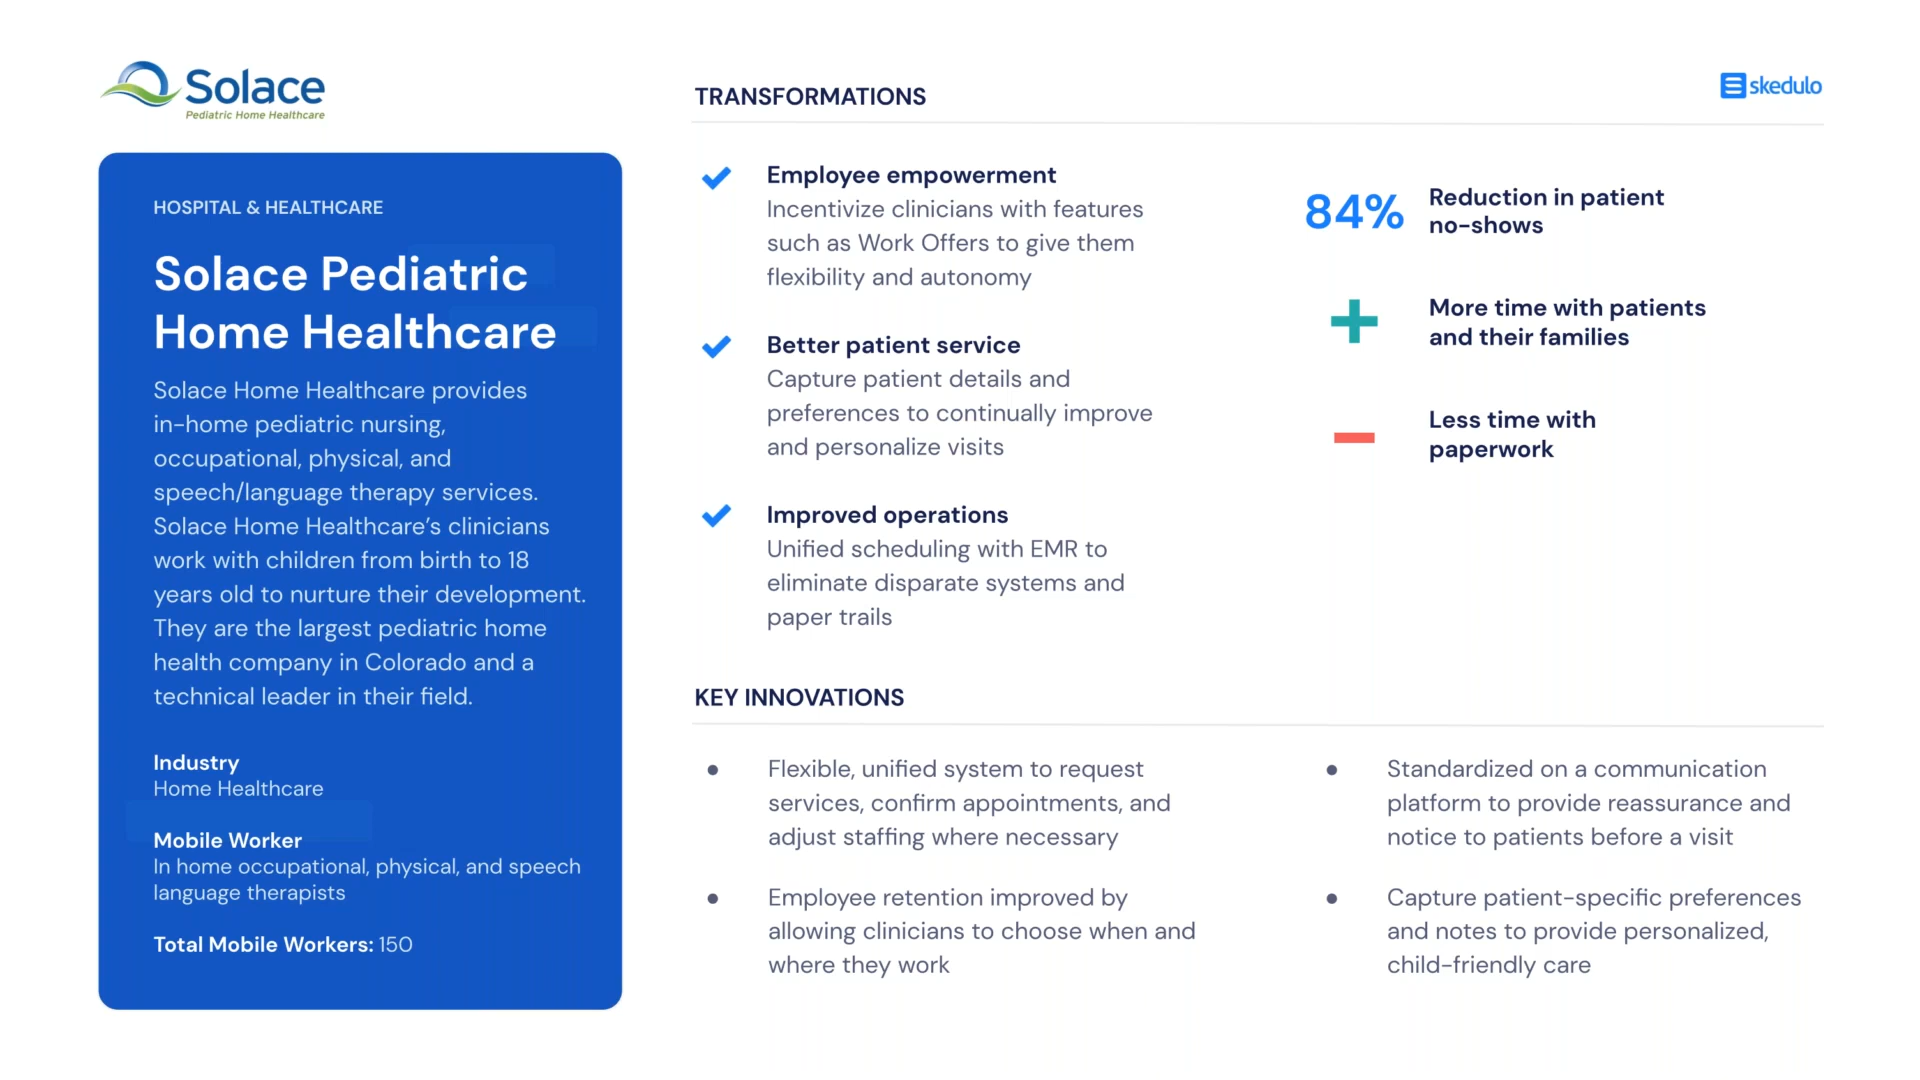 Solace
Pediatric Home Healthcare
HOSPITAL & HEALTHCARE
Solace Pediatric
Home Healthcare
Solace Home Healthcare provides
in-home pediatric nursing,
occupational, physical, and
speech/language therapy services.
Solace Home Healthcare’s clinicians
work with children from birth to 18
years old to nurture their development.
They are the largest pediatric home
health company in Colorado and a
technical leader in their field.
Industry
Home Healthcare
Mobile Worker
In home occupational, physical, and speech
language therapists
Total Mobile Workers: 150
TRANSFORMATIONS
skedulo
Employee empowerment
Incentivize clinicians with features
such as Work Offers to give them
flexibility and autonomy
Better patient service
Capture patient details and
preferences to continually improve
and personalize visits
Improved operations
Unified scheduling with EMR to
eliminate disparate systems and
paper trails
84%
Reduction in patient
no-shows
More time with patients
and their families
Less time with
paperwork
KEY INNOVATIONS
• Flexible, unified system to request
services, confirm appointments, and
adjust staffing where necessary
• Employee retention improved by
allowing clinicians to choose when and
where they work
• Standardized on a communication
platform to provide reassurance and
notice to patients before a visit
• Capture patient-specific preferences
and notes to provide personalized,
child-friendly care